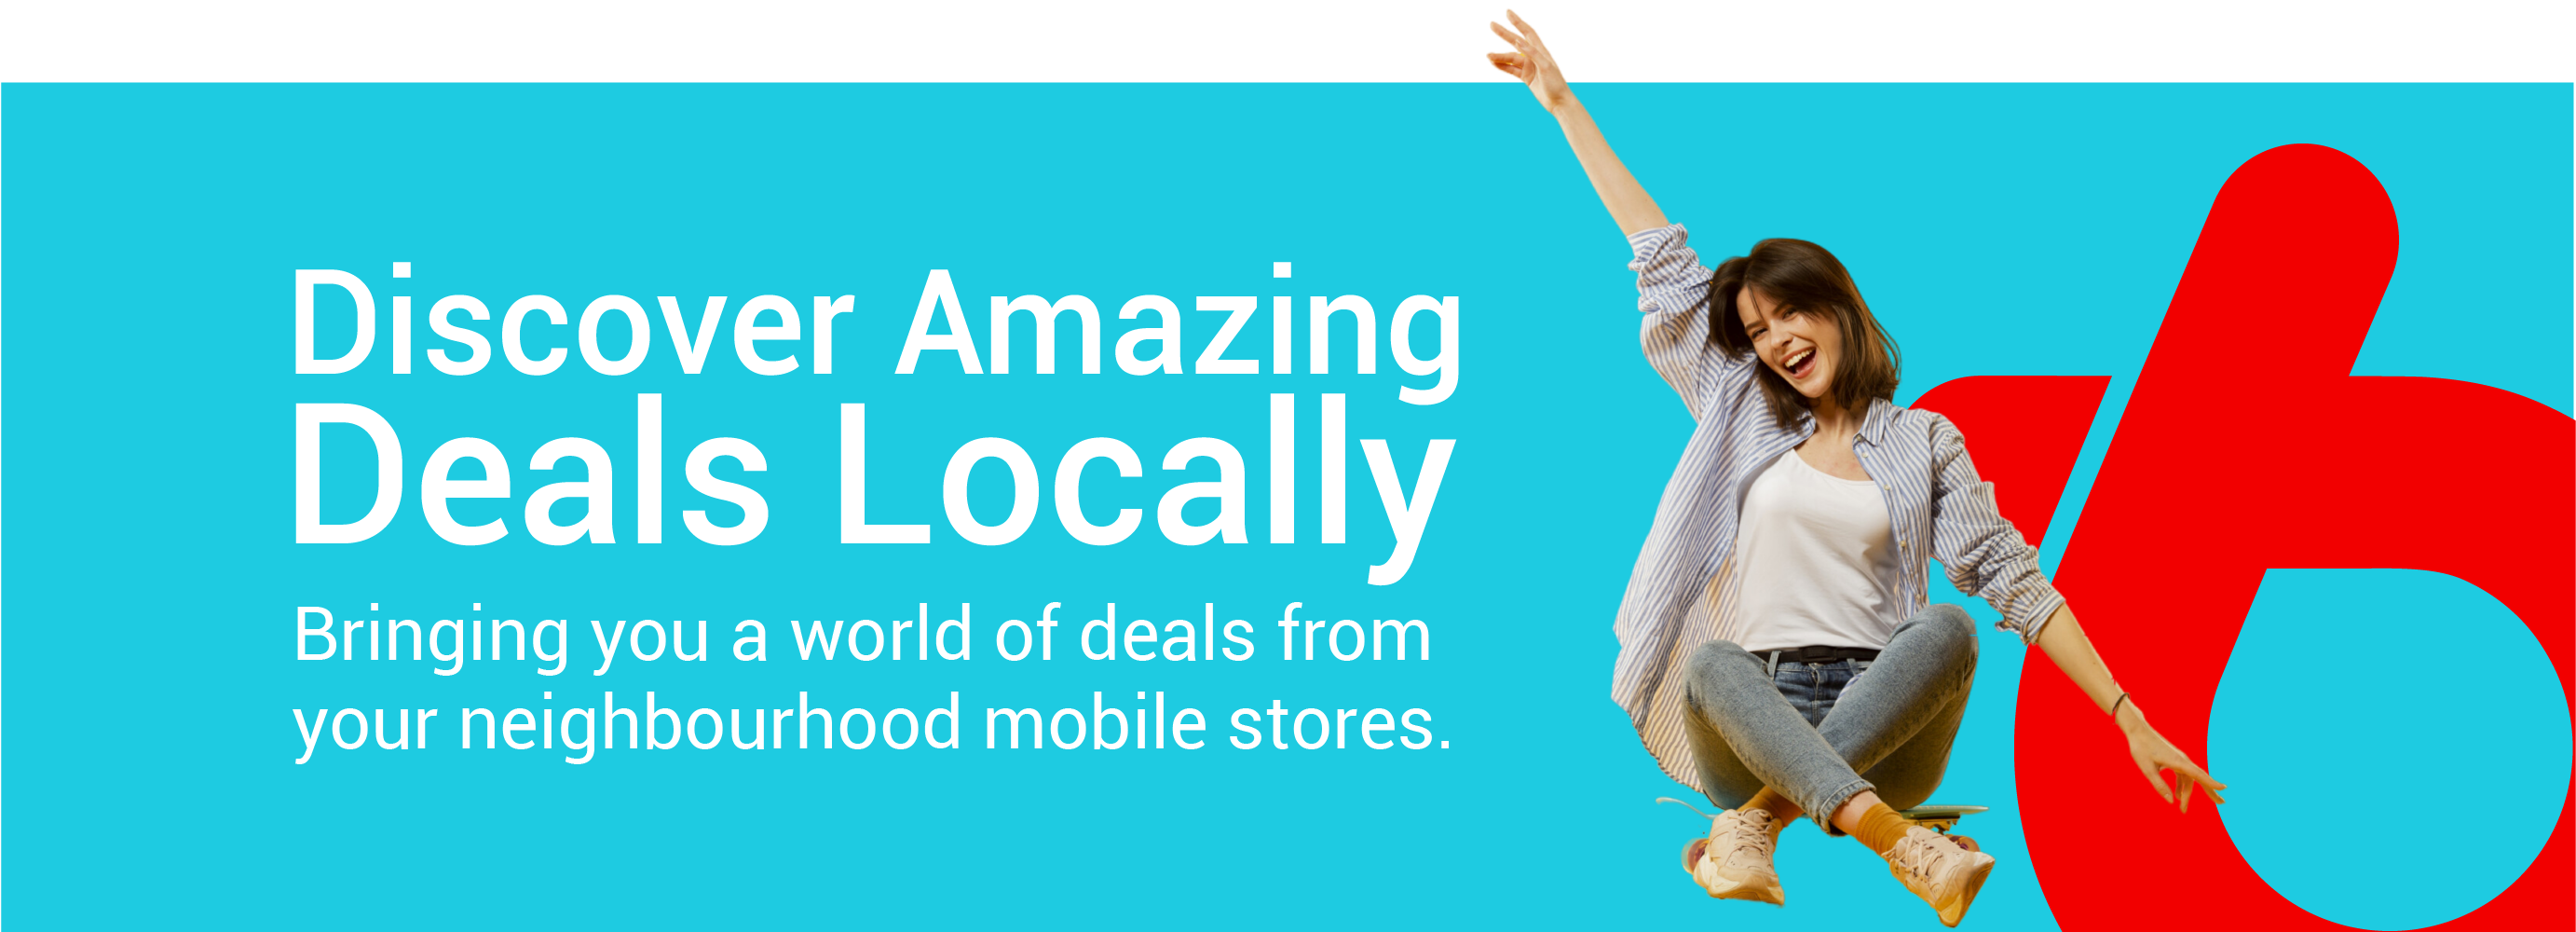 Discover Amazing
Deals Locally
Bringing you a world of deals from
your neighbourhood mobile stores.